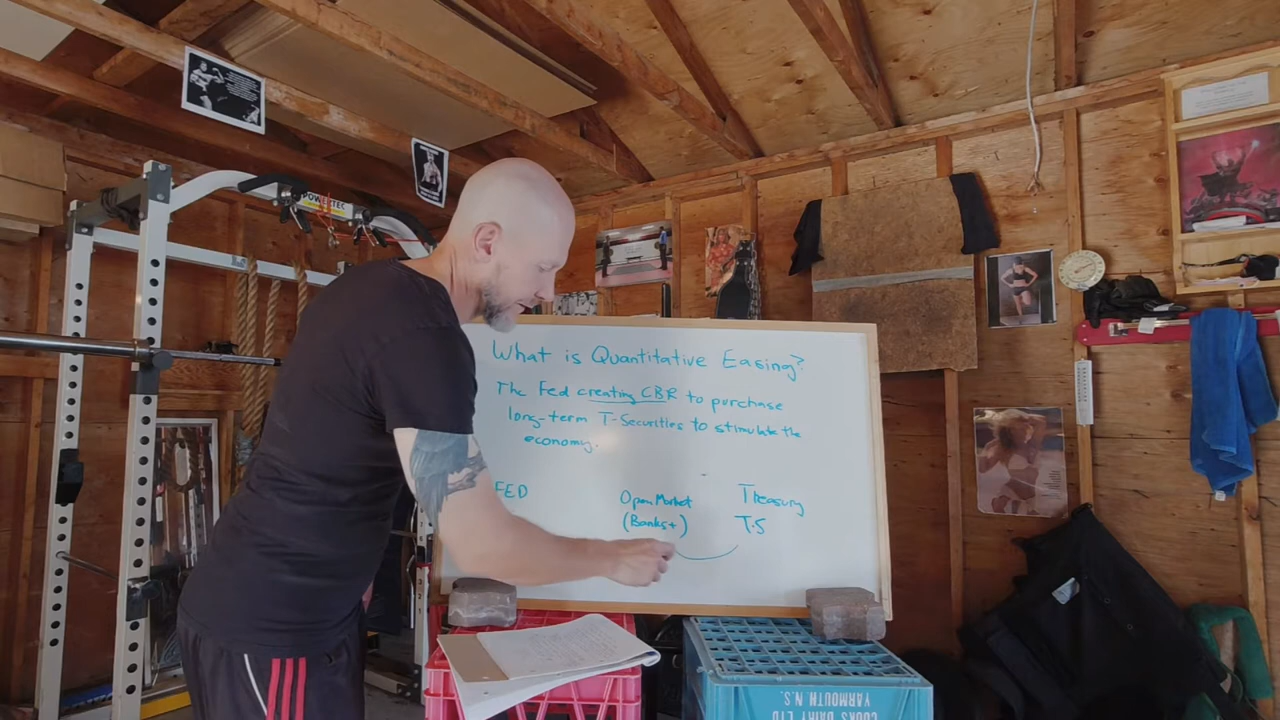 POWERTEC
What is Quantitative Easing?
The Fed creating CBR to purchase
long-term T-Securities to stimulate the
economy.
FED
Open Market
(Banks+)
Treasury
T.S
COOKS DAIRY LTD
YARMOUTH N.S.